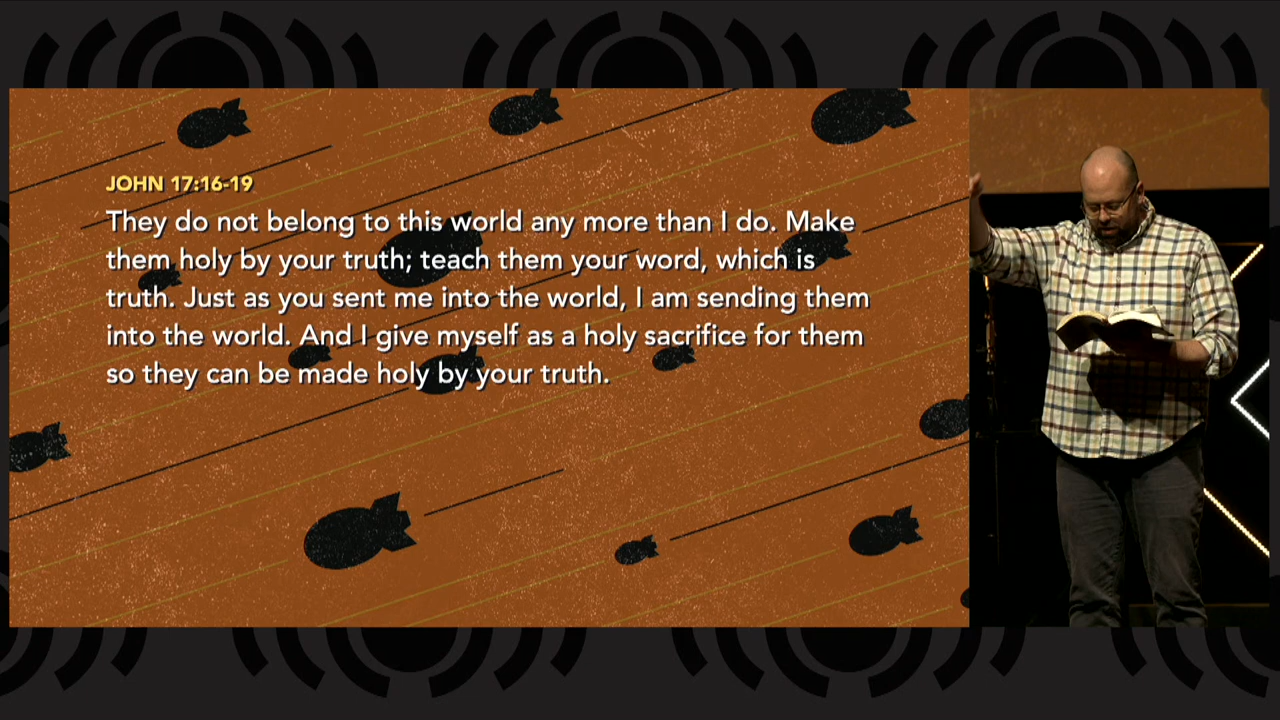 JOHN 17:16-19
They do not belong to this world any more than I do. Make
them holy by your truth; teach them your word, which is
truth. Just as you sent me into the world, I am sending them
into the world. And I give myself as a holy sacrifice for them
so they can be made holy by your truth.